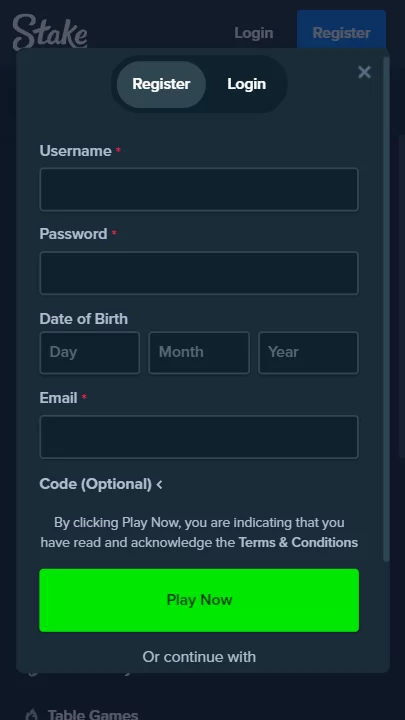 Stake
Login
Register
Register
Login
×
Username *
Password *
Date of Birth
Day
Month
Year
Email *
Code (Optional) <
By clicking Play Now, you are indicating that you
have read and acknowledge the Terms & Conditions
Play Now
Or continue with
Table Games